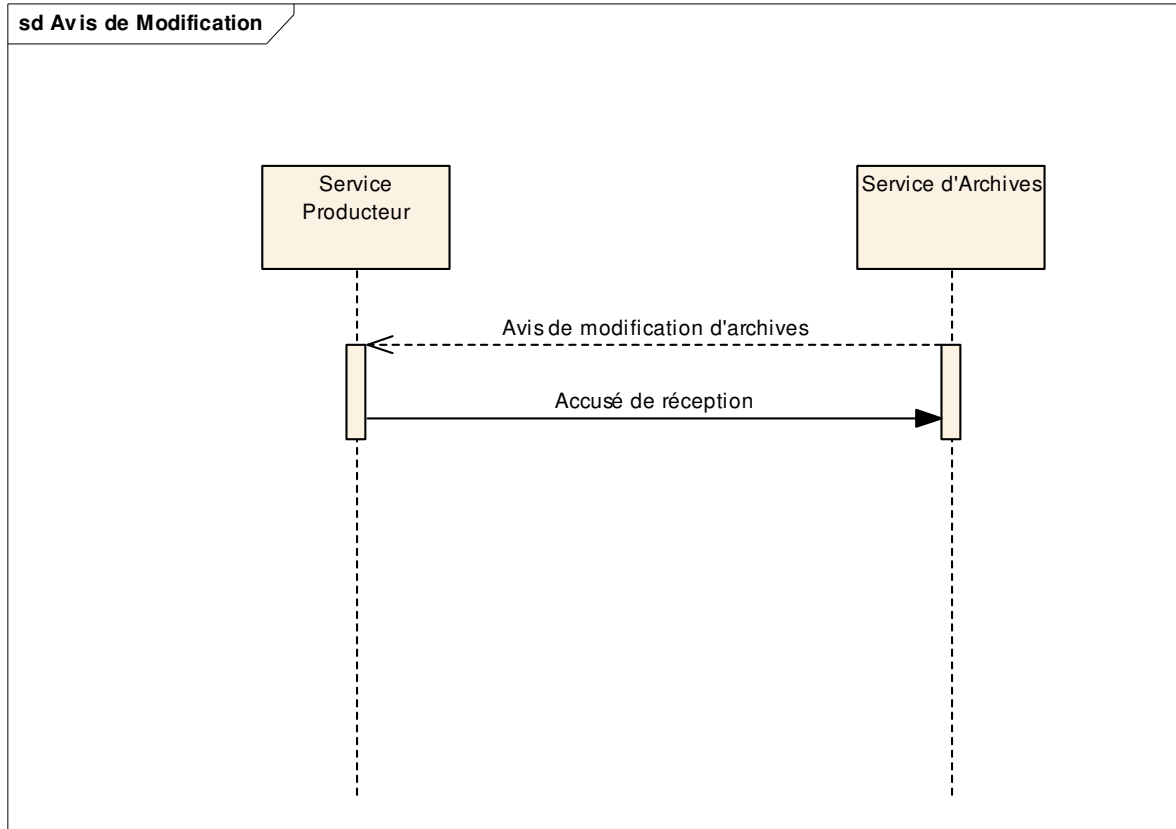 sd Avis de Modification
Service
Producteur
Service d'Archives
Avis de modification d'archives
Accusé de réception